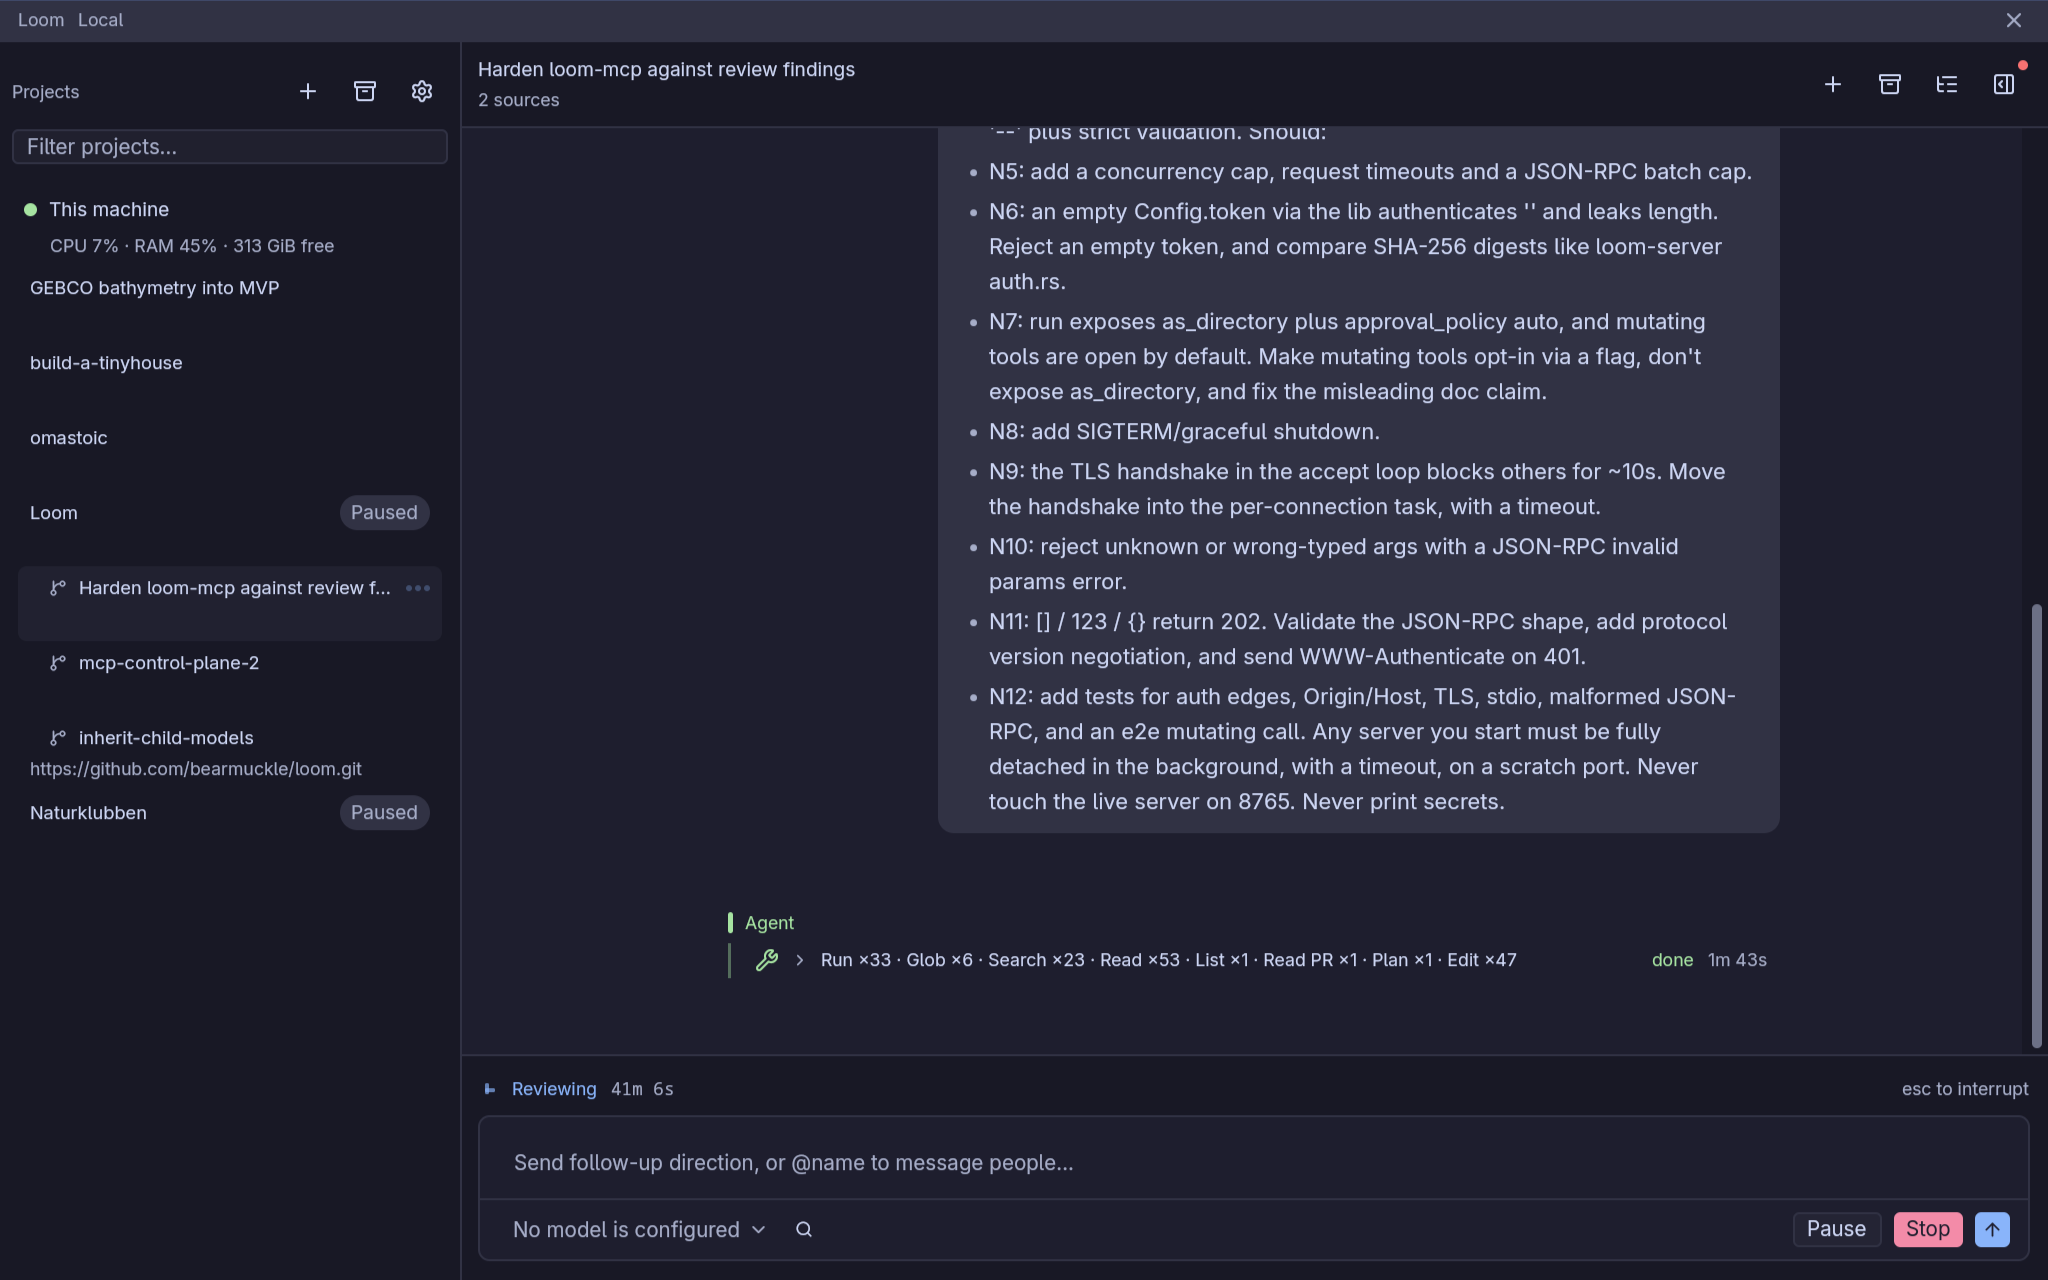 Loom Local
Projects
Filter projects...
This machine
CPU 7% · RAM 45% · 313 GiB free
GEBCO bathymetry into MVP
build-a-tinyhouse
omastoic
Loom Paused
Harden loom-mcp against review f...
mcp-control-plane-2
inherit-child-models
https://github.com/bearmuckle/loom.git
Naturklubben Paused
Harden loom-mcp against review findings
2 sources
'--' plus strict validation. Should:
• N5: add a concurrency cap, request timeouts and a JSON-RPC batch cap.
• N6: an empty Config.token via the lib authenticates '' and leaks length.
Reject an empty token, and compare SHA-256 digests like loom-server
auth.rs.
• N7: run exposes as_directory plus approval_policy auto, and mutating
tools are open by default. Make mutating tools opt-in via a flag, don't
expose as_directory, and fix the misleading doc claim.
• N8: add SIGTERM/graceful shutdown.
• N9: the TLS handshake in the accept loop blocks others for ~10s. Move
the handshake into the per-connection task, with a timeout.
• N10: reject unknown or wrong-typed args with a JSON-RPC invalid
params error.
• N11: [] / 123 / {} return 202. Validate the JSON-RPC shape, add protocol
version negotiation, and send WWW-Authenticate on 401.
• N12: add tests for auth edges, Origin/Host, TLS, stdio, malformed JSON-
RPC, and an e2e mutating call. Any server you start must be fully
detached in the background, with a timeout, on a scratch port. Never
touch the live server on 8765. Never print secrets.
Agent
Run ×33 · Glob ×6 · Search ×23 · Read ×53 · List ×1 · Read PR ×1 · Plan ×1 · Edit ×47 done 1m 43s
Reviewing 41m 6s esc to interrupt
Send follow-up direction, or @name to message people...
No model is configured Pause Stop